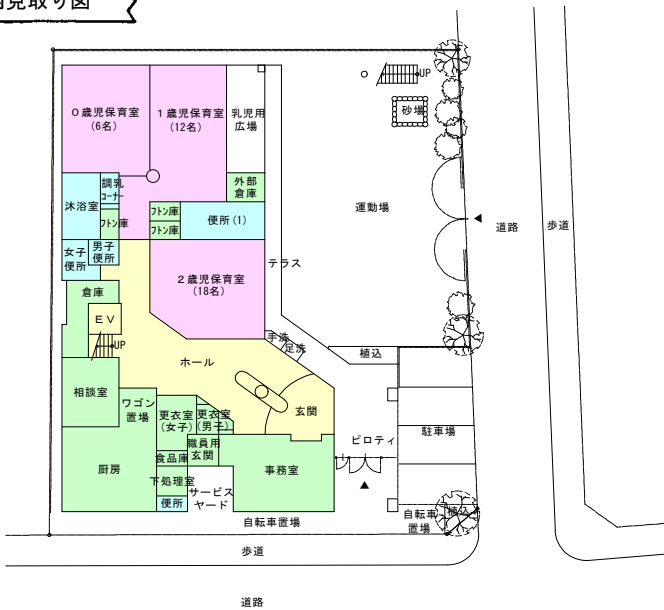 見取り図
UP
0歳児保育室
(6名)
1歳児保育室
(12名)
乳児用
広場
砂場
沐浴室
調乳
コーナー
フトン庫
フトン庫
フトン庫
外部
倉庫
便所(1)
運動場
道路
歩道
女子
便所
男子
便所
テラス
2歳児保育室
(18名)
倉庫
EV
UP
手洗
足洗
植込
ホール
相談室
ワゴン
置場
更衣室
(女子)
更衣室
(男子)
玄関
駐車場
ピロティ
職員用
玄関
食品庫
厨房
事務室
下処理室
サービス
ヤード
便所
自転車置場
自転車
置場
植込
歩道
道路